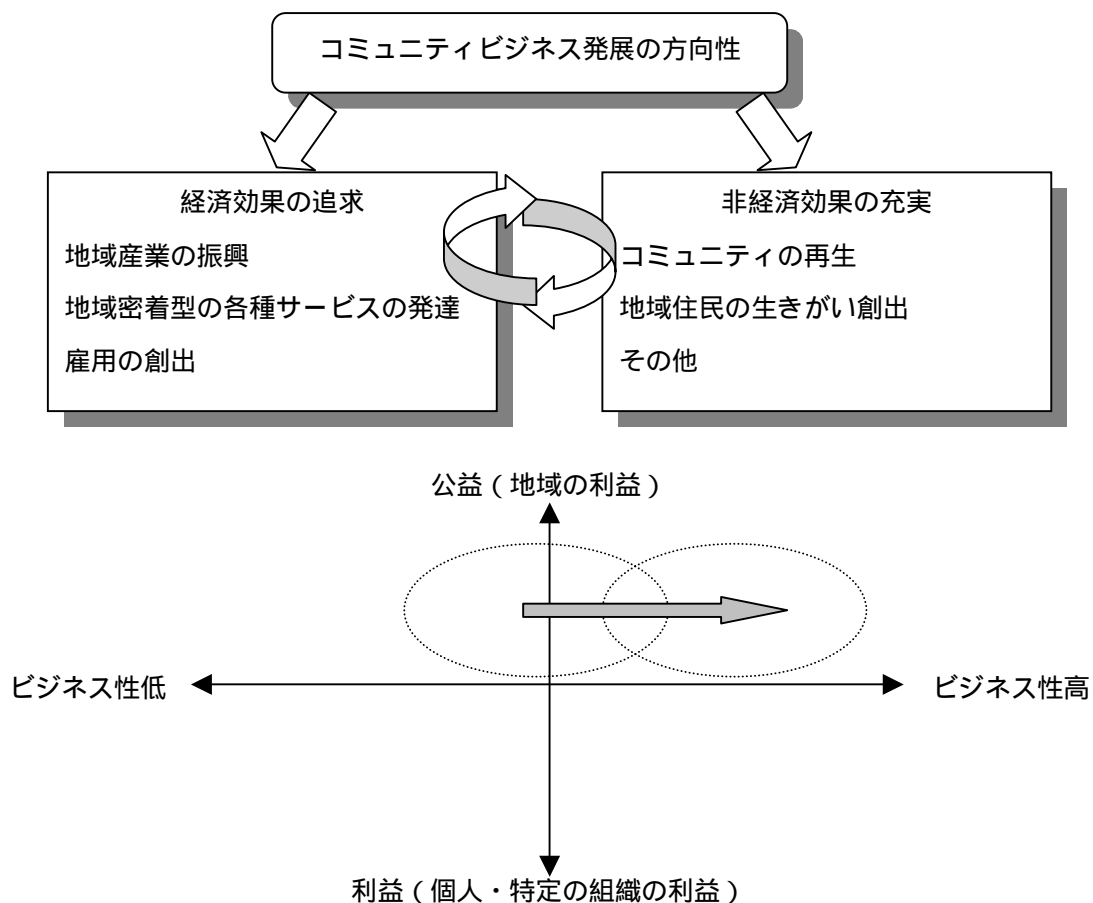 コミュニティビジネス発展の方向性
経済効果の追求
地域産業の振興
地域密着型の各種サービスの発達
雇用の創出
非経済効果の充実
コミュニティの再生
地域住民の生きがい創出
その他
公益（地域の利益）
ビジネス性低
ビジネス性高
利益（個人・特定の組織の利益）